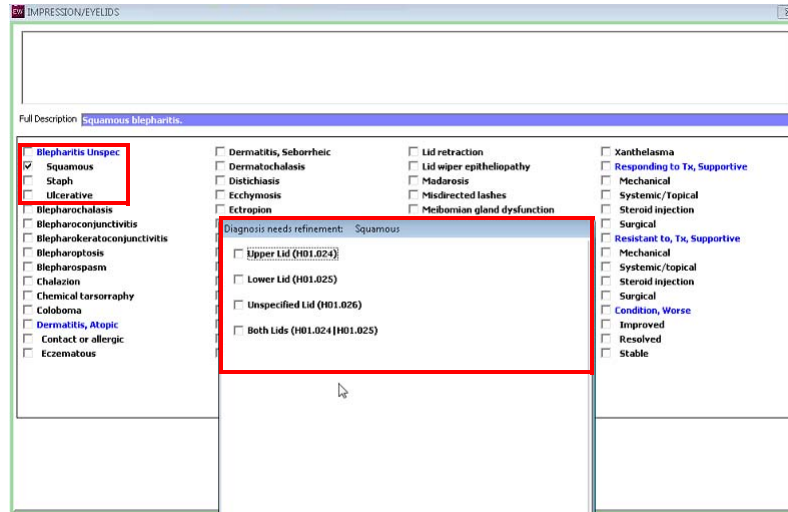 EW IMPRESSION/EYELIDS
Full Description Squamous blepharitis.
Blepharitis Unspec
Squamous
Staph
Ulcerative
Blepharochalasis
Blepharoconjunctivitis
Blepharokeratoconjunctivitis
Blepharoptosis
Blepharospasm
Chalazion
Chemical tarsorraphy
Coloboma
Dermatitis, Atopic
Contact or allergic
Eczematous
Dermatitis, Seborrheic
Dermatochalasis
Distichiasis
Ecchymosis
Ectropion
Lid retraction
Lid wiper epitheliopathy
Madarosis
Misdirected lashes
Meibomian gland dysfunction
Xanthelasma
Responding to Tx, Supportive
Mechanical
Systemic/Topical
Steroid injection
Surgical
Resistant to, Tx, Supportive
Mechanical
Systemic/topical
Steroid injection
Surgical
Condition, Worse
Improved
Resolved
Stable
Diagnosis needs refinement: Squamous
Upper Lid (H01.024)
Lower Lid (H01.025)
Unspecified Lid (H01.026)
Both Lids (H01.024|H01.025)